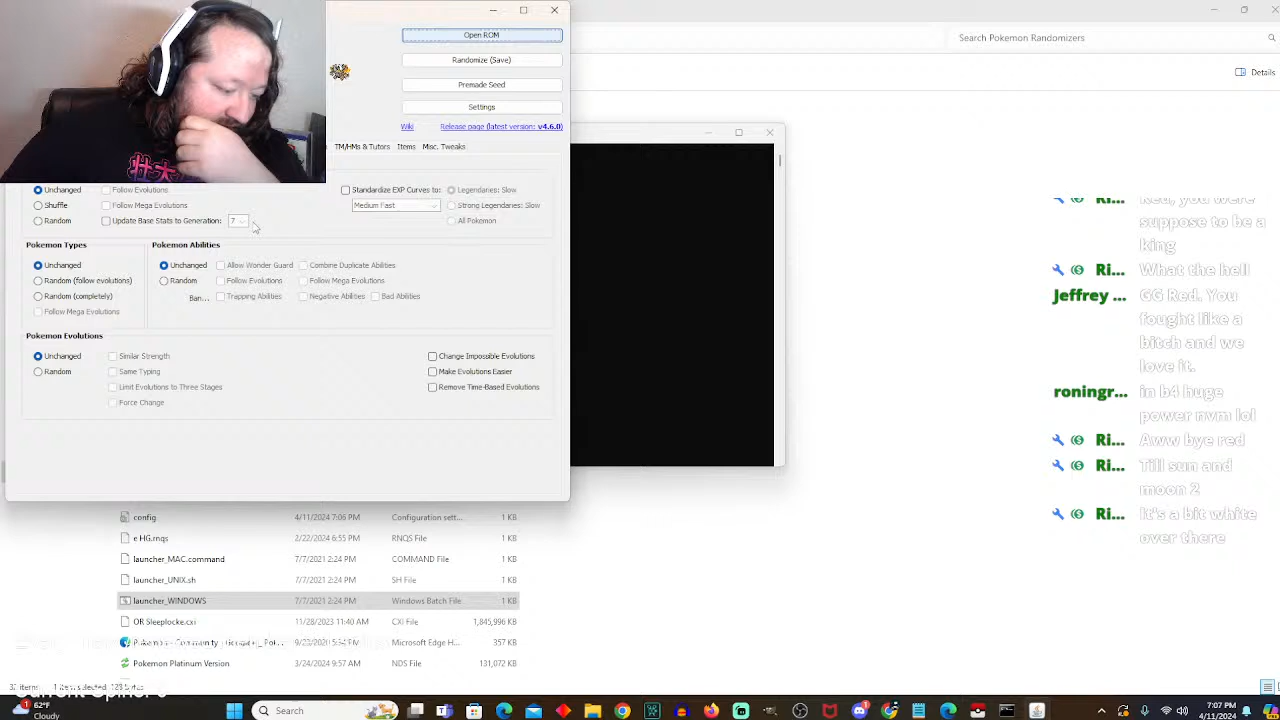 Open ROM
Search Pokemon Randomizers
Details
Randomize (Save)
Premade Seed
Settings
Wiki Release page (latest version: v4.6.0)
TM/HMs & Tutors Items Misc. Tweaks
Unchanged Follow Evolutions Standardize EXP Curves to: Legendaries: Slow
Shuffle Follow Mega Evolutions Medium Fast Strong Legendaries: Slow
Random Update Base Stats to Generation: 7 All Pokemon
Pokemon Types Pokemon Abilities
Unchanged Unchanged Allow Wonder Guard Combine Duplicate Abilities
Random (follow evolutions) Random Follow Evolutions Follow Mega Evolutions
Random (completely) Ban... Trapping Abilities Negative Abilities Bad Abilities
Follow Mega Evolutions
Pokemon Evolutions
Unchanged Similar Strength Change Impossible Evolutions
Random Same Typing Make Evolutions Easier
Limit Evolutions to Three Stages Remove Time-Based Evolutions
Force Change
config 4/11/2024 7:06 PM Configuration sett... 1 KB
e HG.rnqs 2/22/2024 6:55 PM RNQS File 1 KB
launcher_MAC.command 7/7/2021 2:24 PM COMMAND File 1 KB
launcher_UNIX.sh 7/7/2021 2:24 PM SH File 1 KB
launcher_WINDOWS 7/7/2021 2:24 PM Windows Batch File 1 KB
OR Sleeplocke.cxi 11/28/2023 11:40 AM CXI File 1,845,996 KB
5:34 PM Microsoft Edge H... 357 KB
Pokemon Platinum Version 3/24/2024 9:57 AM NDS File 131,072 KB
you were
suppose to be a
king
Ri... What the hell
Jeffrey ... GG Red. You
fought like a
bitch and we
love it.
roningr... in b4 huge
power nvm lol
Ri... Aww bye red
Ri... Till sun and
moon 2
Ri... It's a bit white
over there
62°F
Cloudy
Search
7:07 PM
4/11/2024